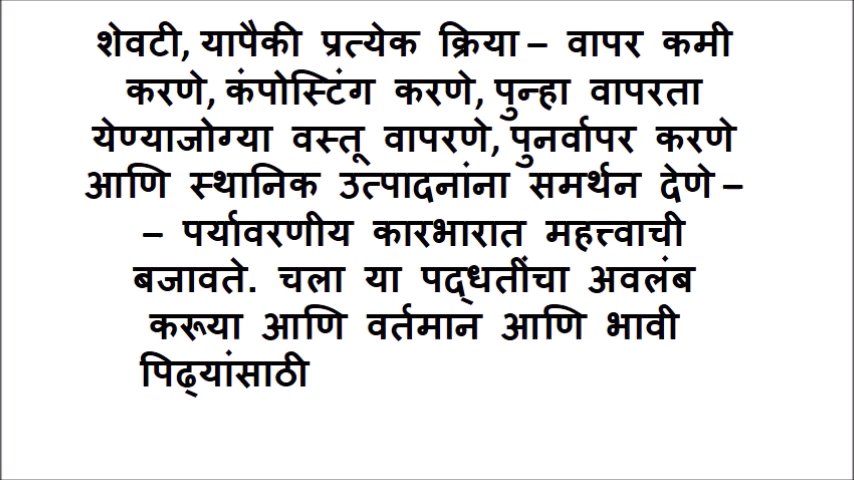 शेवटी, यापैकी प्रत्येक क्रिया – वापर कमी
करणे, कंपोस्टिंग करणे, पुन्हा वापरता
येण्याजोग्या वस्तू वापरणे, पुनर्वापर करणे
आणि स्थानिक उत्पादनांना समर्थन देणे –
– पर्यावरणीय कारभारात महत्त्वाची
बजावते. चला या पद्धतींचा अवलंब
करूया आणि वर्तमान आणि भावी
पिढ्यांसाठी